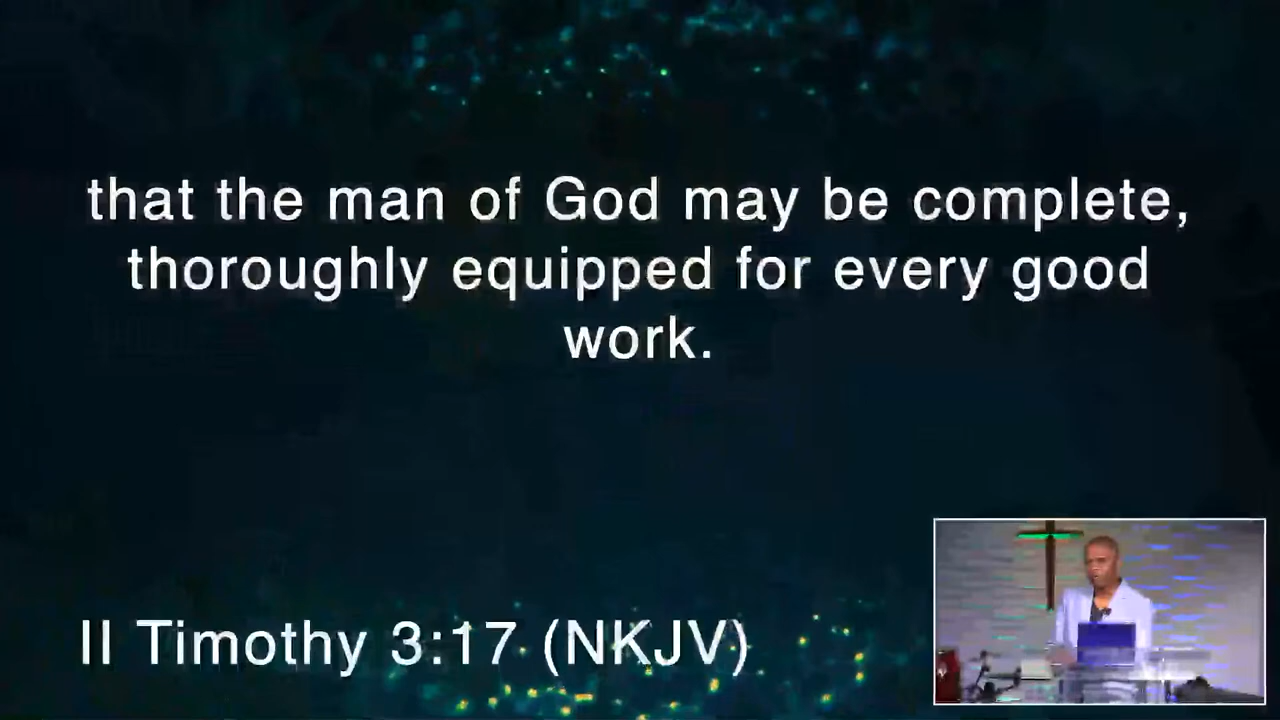 that the man of God may be complete,
thoroughly equipped for every good
work.
II Timothy 3:17 (NKJV)